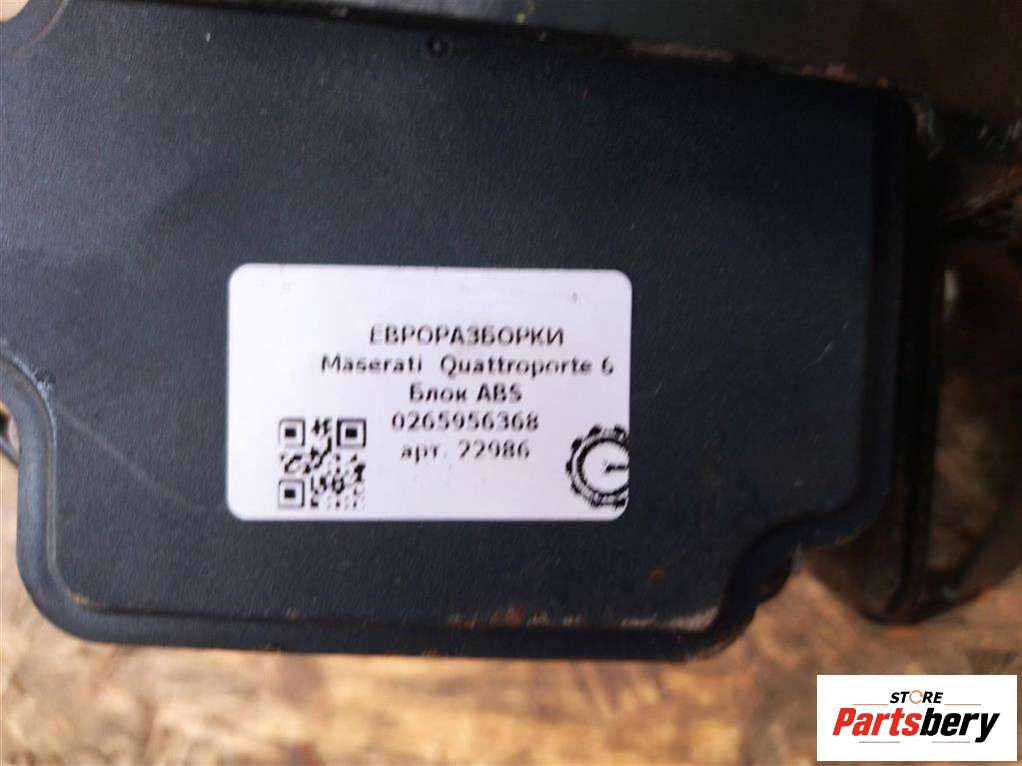 ЕВРОРАЗБОРКИ
Maserati Quattroporte 6
Блок ABS
0265956368
арт. 22986
STORE
Partsbery